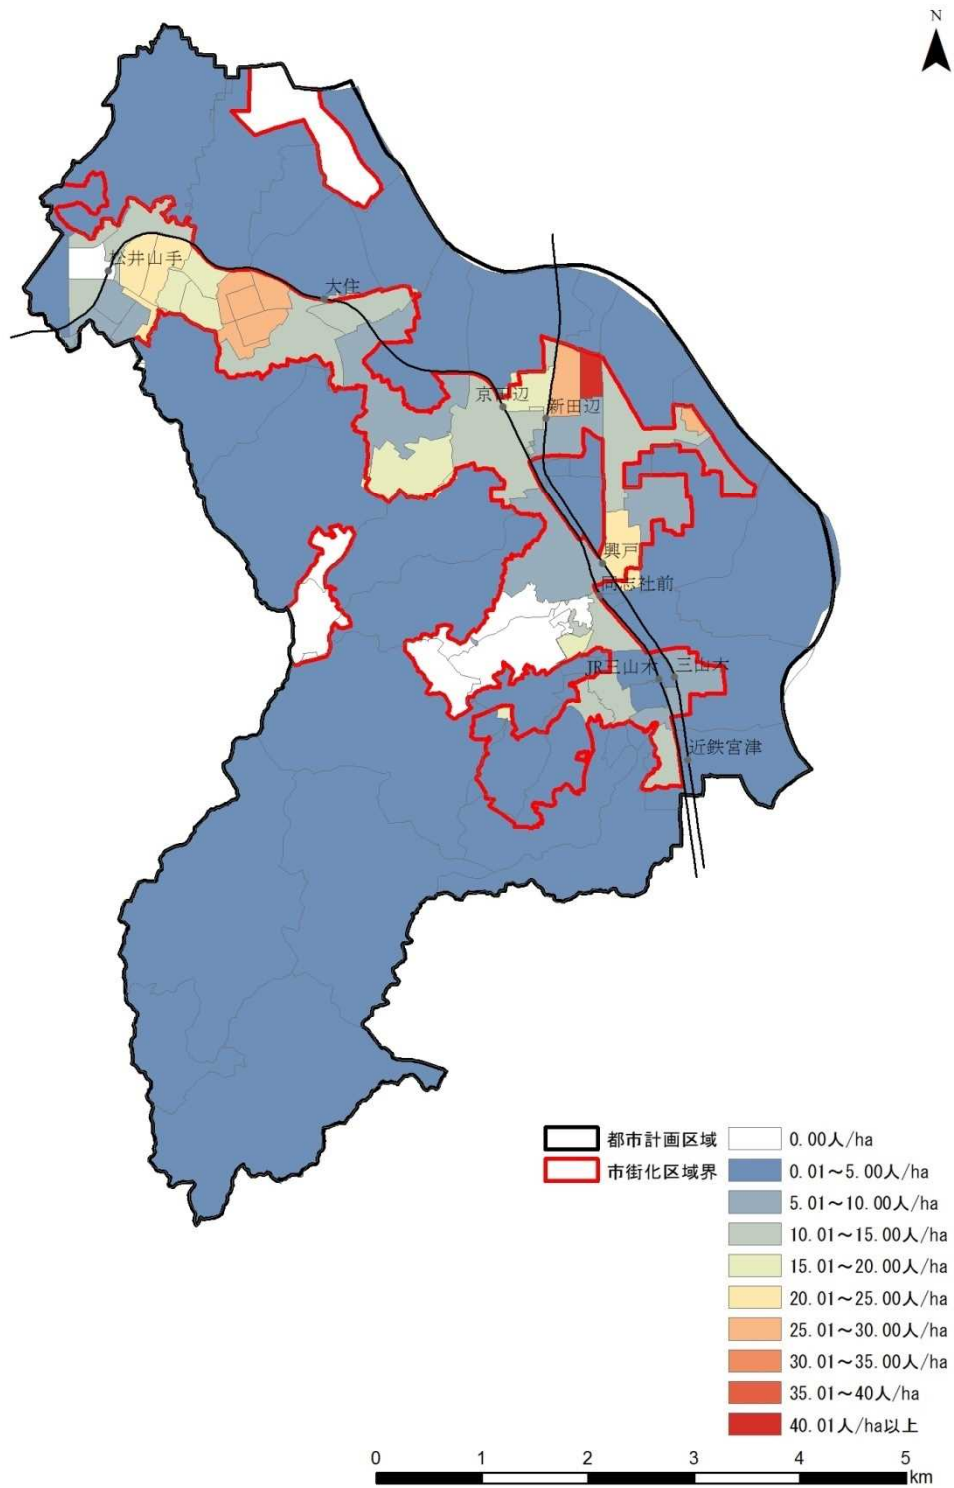 N
松井山手
大住
京田辺
新田辺
興戸
同志社前
JR三山木
三山木
近鉄宮津
都市計画区域
市街化区域界
0.00人/ha
0.01～5.00人/ha
5.01～10.00人/ha
10.01～15.00人/ha
15.01～20.00人/ha
20.01～25.00人/ha
25.01～30.00人/ha
30.01～35.00人/ha
35.01～40人/ha
40.01人/ha以上
0 1 2 3 4 5
km